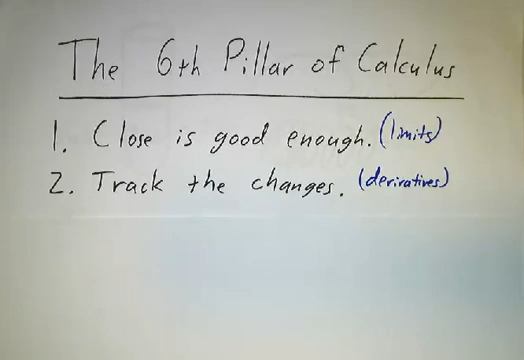 The 6th Pillar of Calculus
1. Close is good enough. (limits)
2. Track the changes. (derivatives)